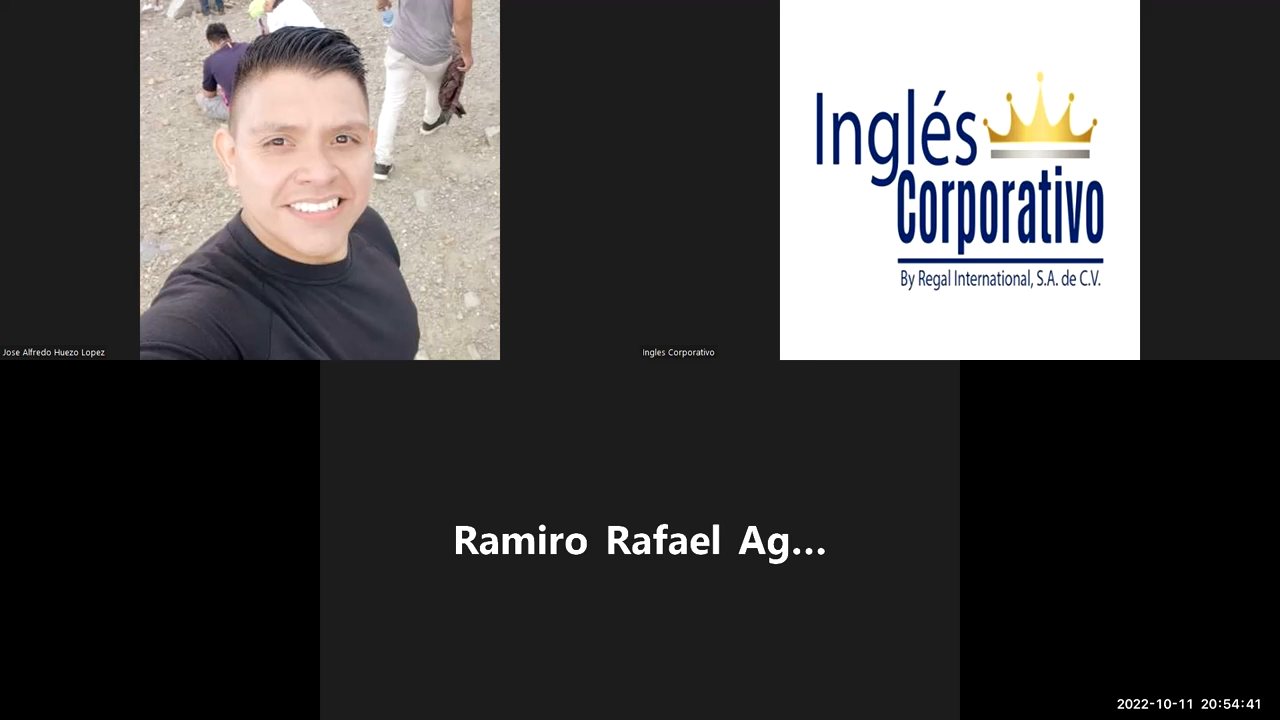 Inglés
Corporativo
By Regal International, S.A. de C.V.
Jose Alfredo Huezo Lopez
Ingles Corporativo
Ramiro Rafael Ag...
2022-10-11 20:54:41